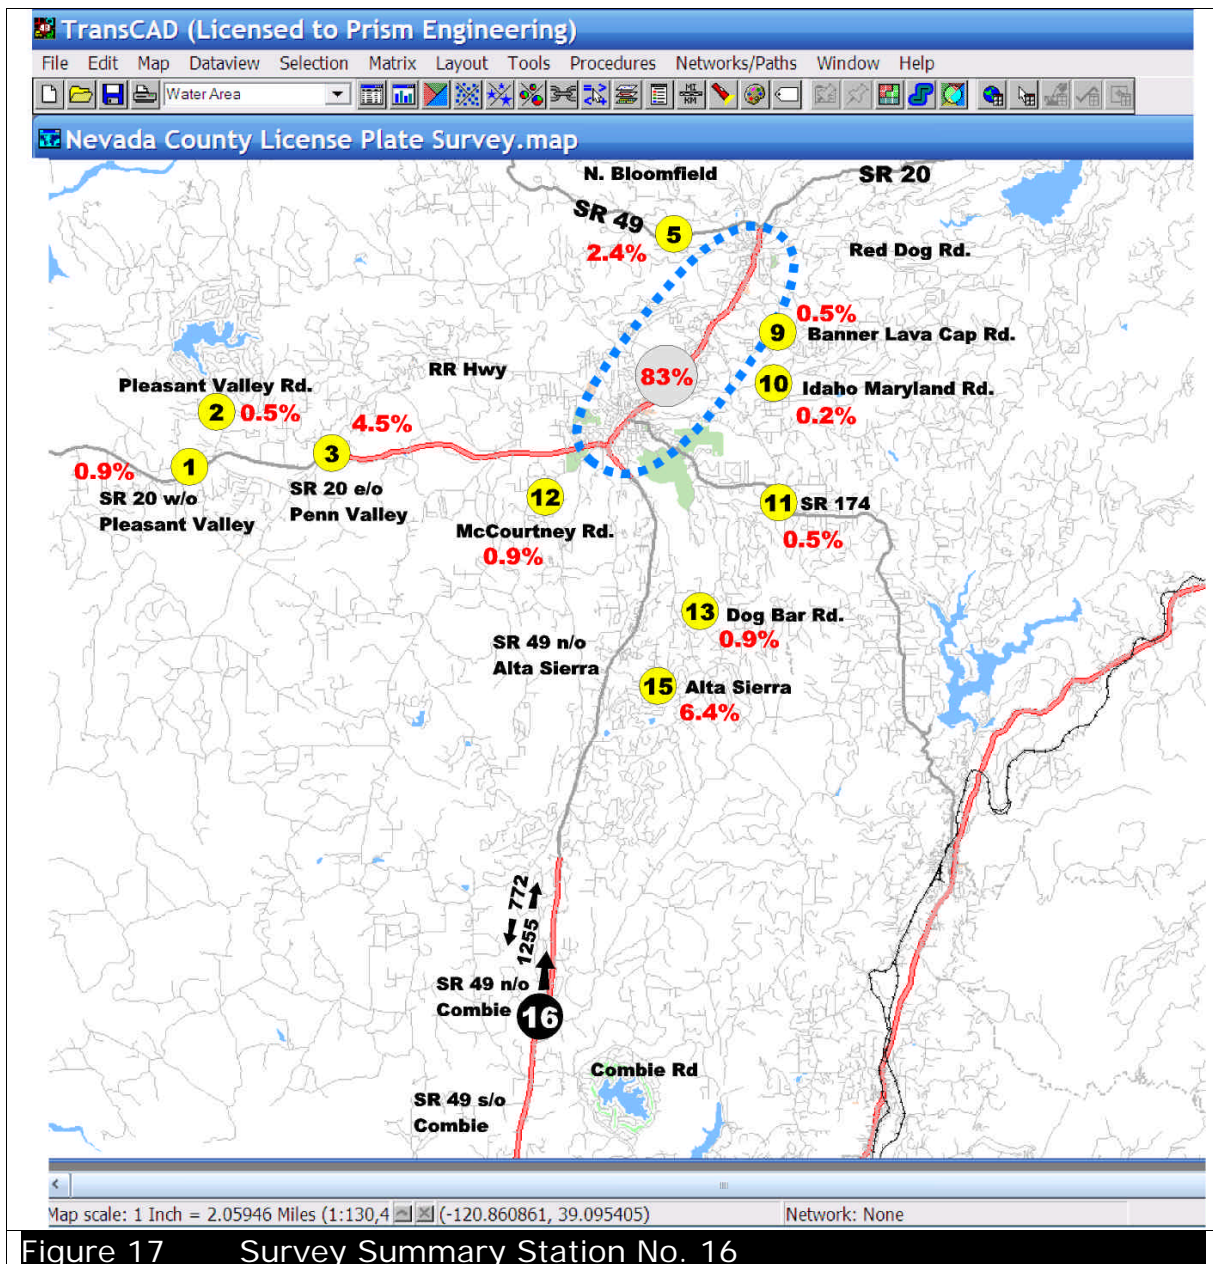 TransCAD (Licensed to Prism Engineering)
File Edit Map Dataview Selection Matrix Layout Tools Procedures Networks/Paths Window Help
Water Area
MI
KM
Nevada County License Plate Survey.map
N. Bloomfield
SR 20
SR 49
5
2.4%
Red Dog Rd.
0.5%
9
Banner Lava Cap Rd.
RR Hwy
83%
10
Idaho Maryland Rd.
0.2%
Pleasant Valley Rd.
2
0.5%
4.5%
0.9%
1
3
SR 20 w/o
Pleasant Valley
SR 20 e/o
Penn Valley
12
McCourtney Rd.
0.9%
11
SR 174
0.5%
13
Dog Bar Rd.
0.9%
SR 49 n/o
Alta Sierra
15
Alta Sierra
6.4%
772
1255
SR 49 n/o
Combie
16
Combie Rd
SR 49 s/o
Combie
Map scale: 1 Inch = 2.05946 Miles (1:130,4
(-120.860861, 39.095405)
Network: None
Figure 17 Survey Summary Station No. 16